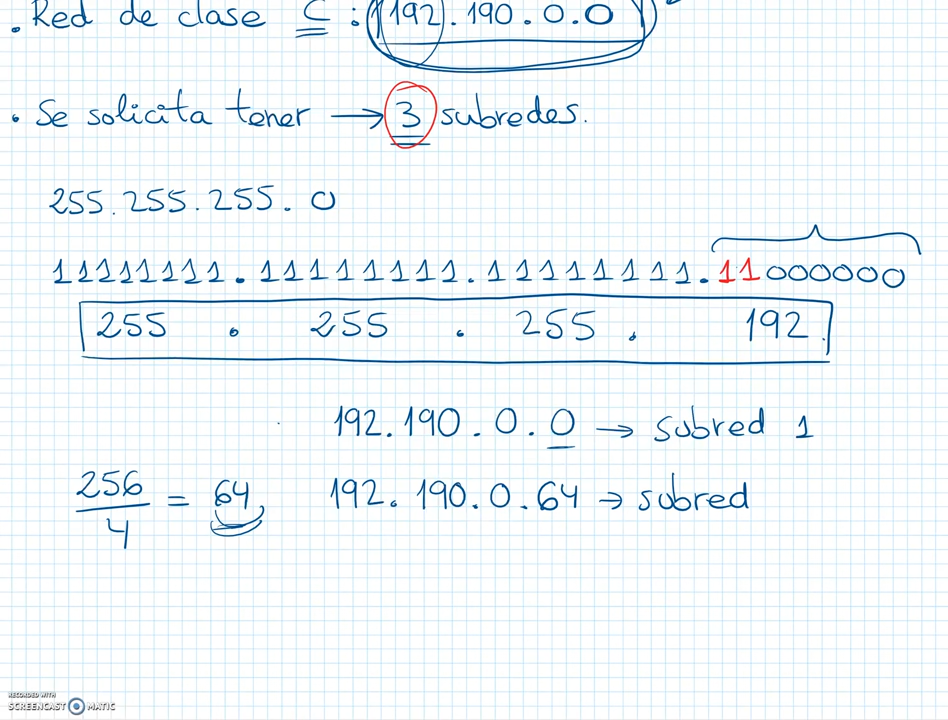 . Red de clase C : (192.190.0.0)
. Se solicita tener → 3 subredes.
255.255.255.0
11111111.11111111.11111111.11000000
255 . 255 . 255 . 192
192.190.0.0 → subred 1
256/4 = 64, 192.190.0.64 → subred
RECORDED WITH
SCREENCAST MATIC